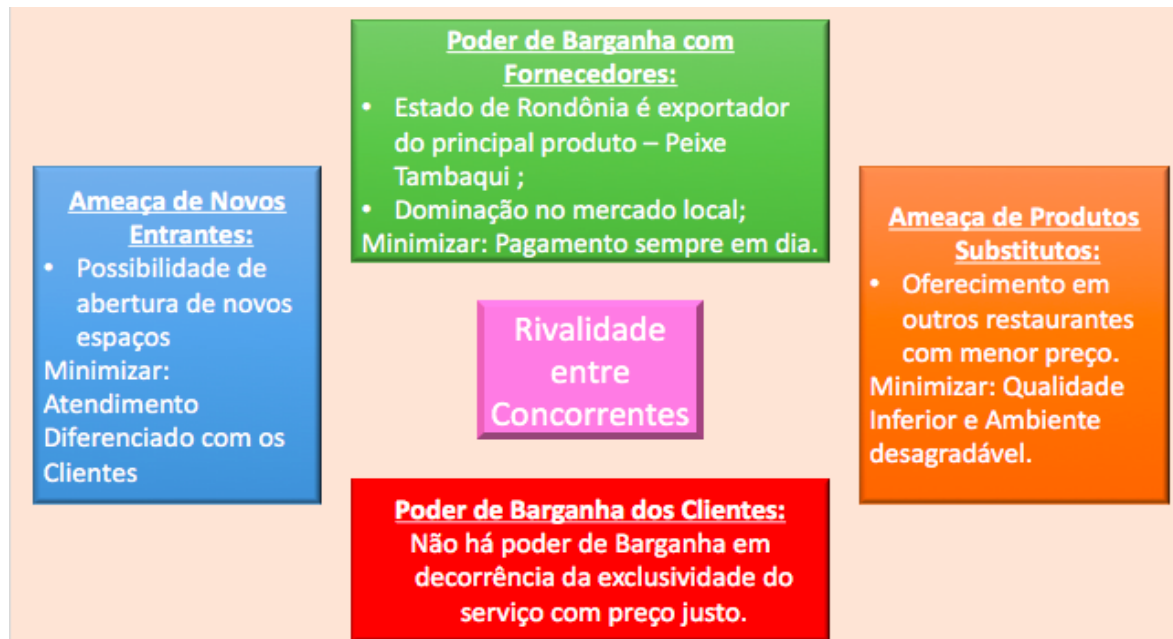 Poder de Barganha com
Fornecedores:
• Estado de Rondônia é exportador
do principal produto – Peixe
Tambaqui ;
• Dominação no mercado local;
Minimizar: Pagamento sempre em dia.
Ameaça de Novos
Entrantes:
• Possibilidade de
abertura de novos
espaços
Minimizar:
Atendimento
Diferenciado com os
Clientes
Rivalidade
entre
Concorrentes
Ameaça de Produtos
Substitutos:
• Oferecimento em
outros restaurantes
com menor preço.
Minimizar: Qualidade
Inferior e Ambiente
desagradável.
Poder de Barganha dos Clientes:
Não há poder de Barganha em
decorrência da exclusividade do
serviço com preço justo.